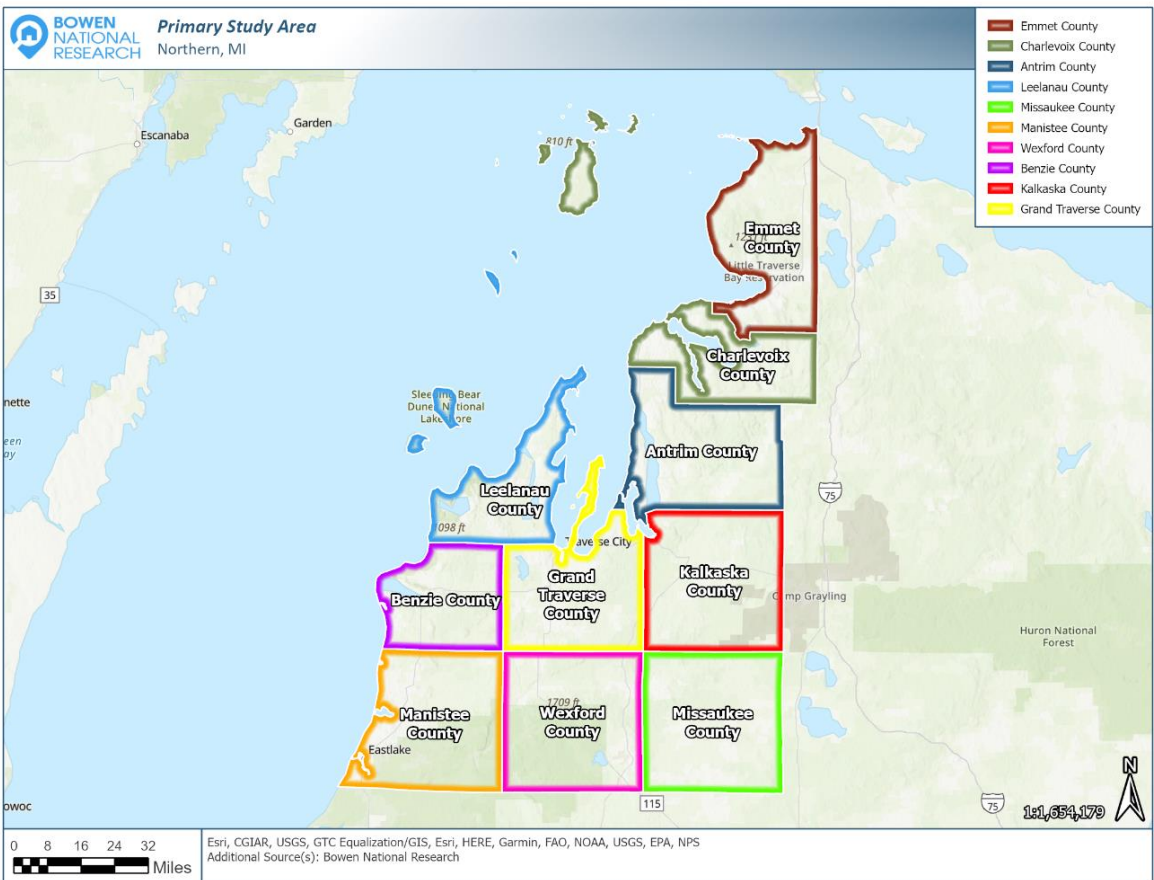 BOWEN
NATIONAL
RESEARCH
Primary Study Area
Northern, MI
Emmet County
Charlevoix County
Antrim County
Leelanau County
Missaukee County
Manistee County
Wexford County
Benzie County
Kalkaska County
Grand Traverse County
Garden
Escanaba
810 ft
Emmet
County
Little Traverse
Bay Reservation
35
Charlevoix
County
Sleeping Bear
Dunes National
Lakeshore
nette
een
ay
Antrim County
Leelanau
County
75
1098 ft
Traverse City
Grand
Traverse
County
Kalkaska
County
Benzie County
Camp Grayling
Huron National
Forest
1709 ft
Manistee
County
Wexford
County
Missaukee
County
Eastlake
owoc
115
75
N
1:1,654,179
0 8 16 24 32
Miles
Esri, CGIAR, USGS, GTC Equalization/GIS, Esri, HERE, Garmin, FAO, NOAA, USGS, EPA, NPS
Additional Source(s): Bowen National Research